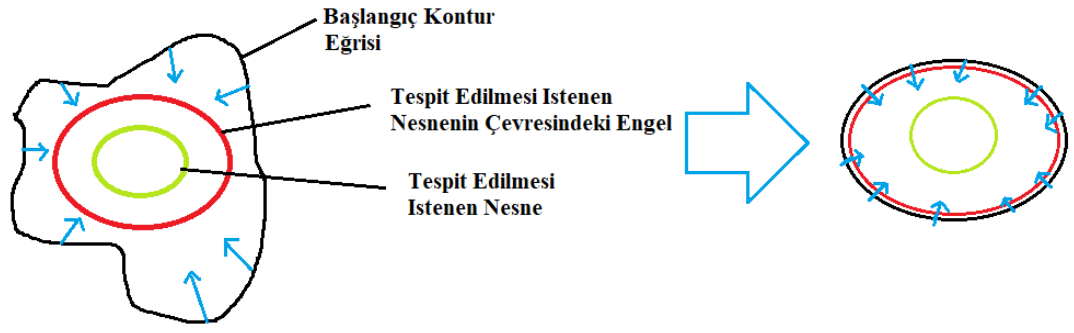 Başlangıç Kontur
Eğrisi
Tespit Edilmesi Istenen
Nesnenin Çevresindeki Engel
Tespit Edilmesi
Istenen Nesne